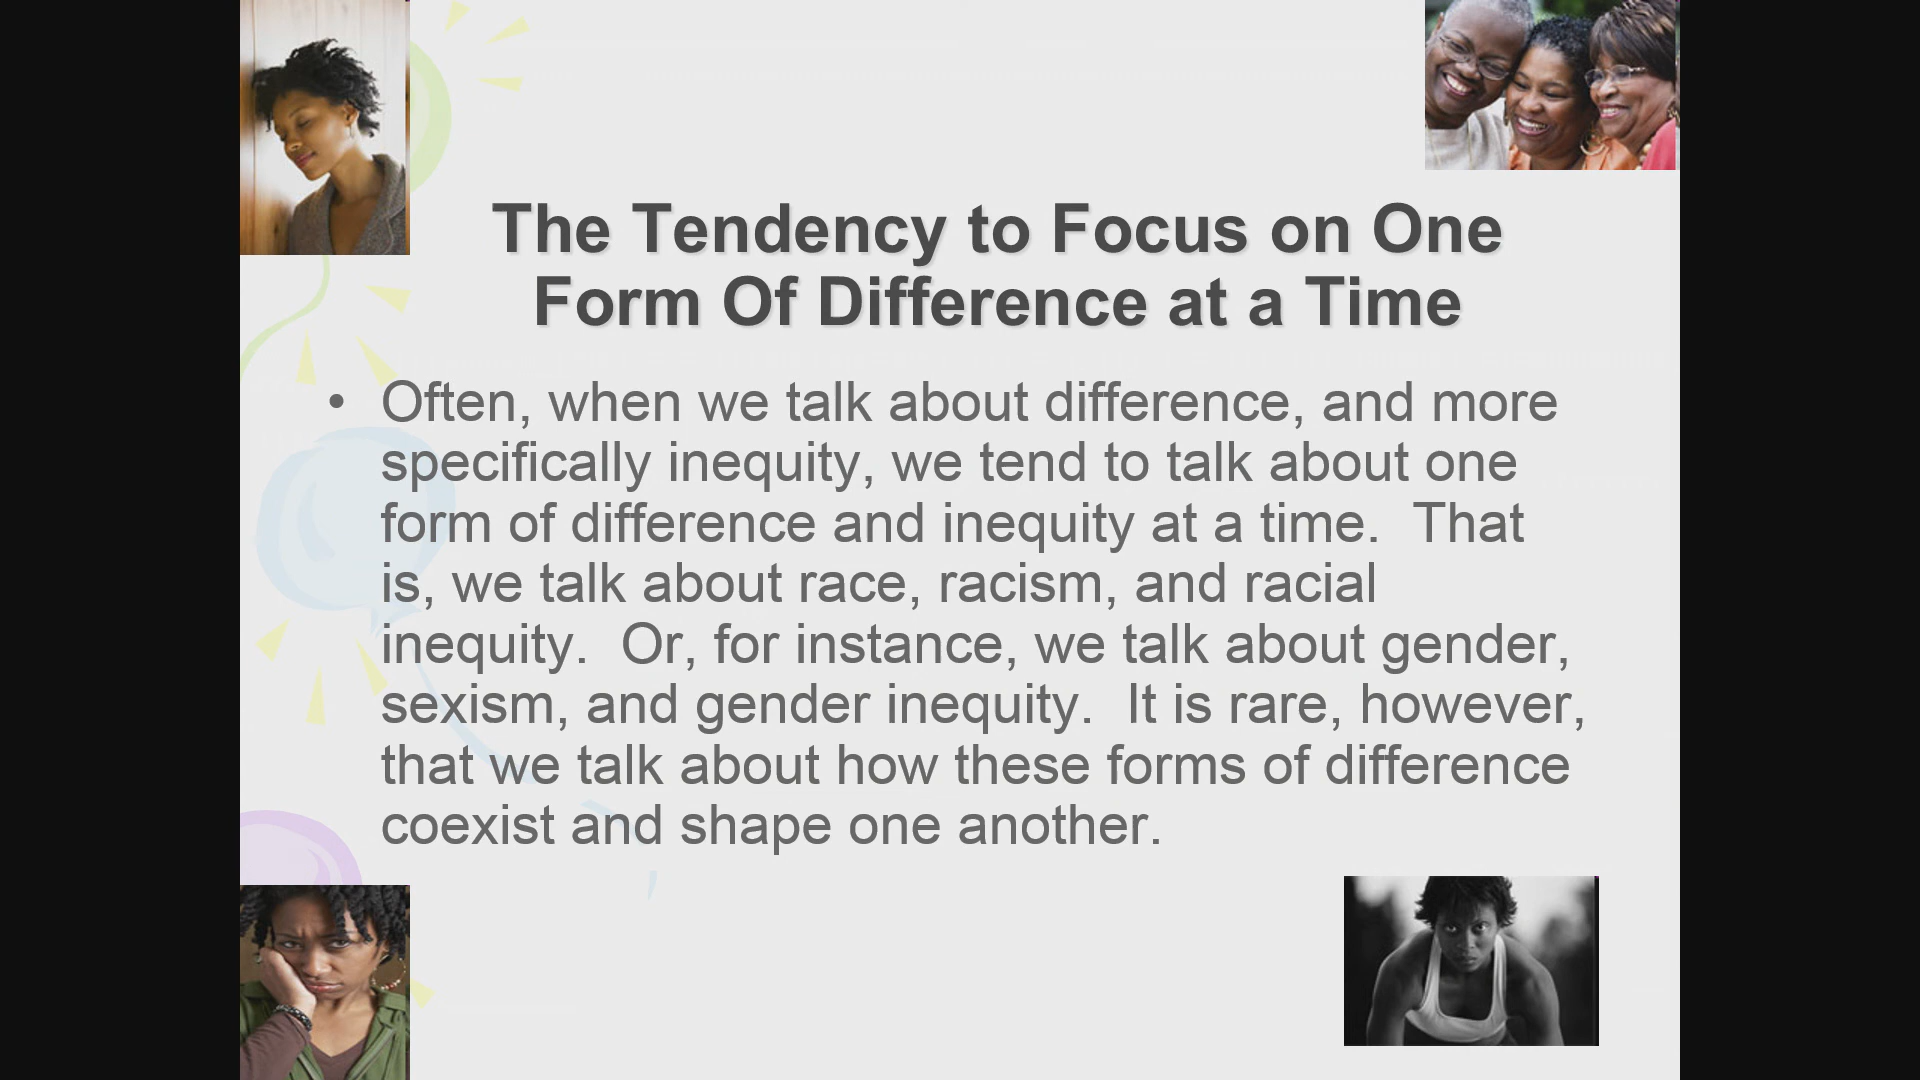 The Tendency to Focus on One
Form Of Difference at a Time
• Often, when we talk about difference, and more
specifically inequity, we tend to talk about one
form of difference and inequity at a time.  That
is, we talk about race, racism, and racial
inequity.  Or, for instance, we talk about gender,
sexism, and gender inequity.  It is rare, however,
that we talk about how these forms of difference
coexist and shape one another.